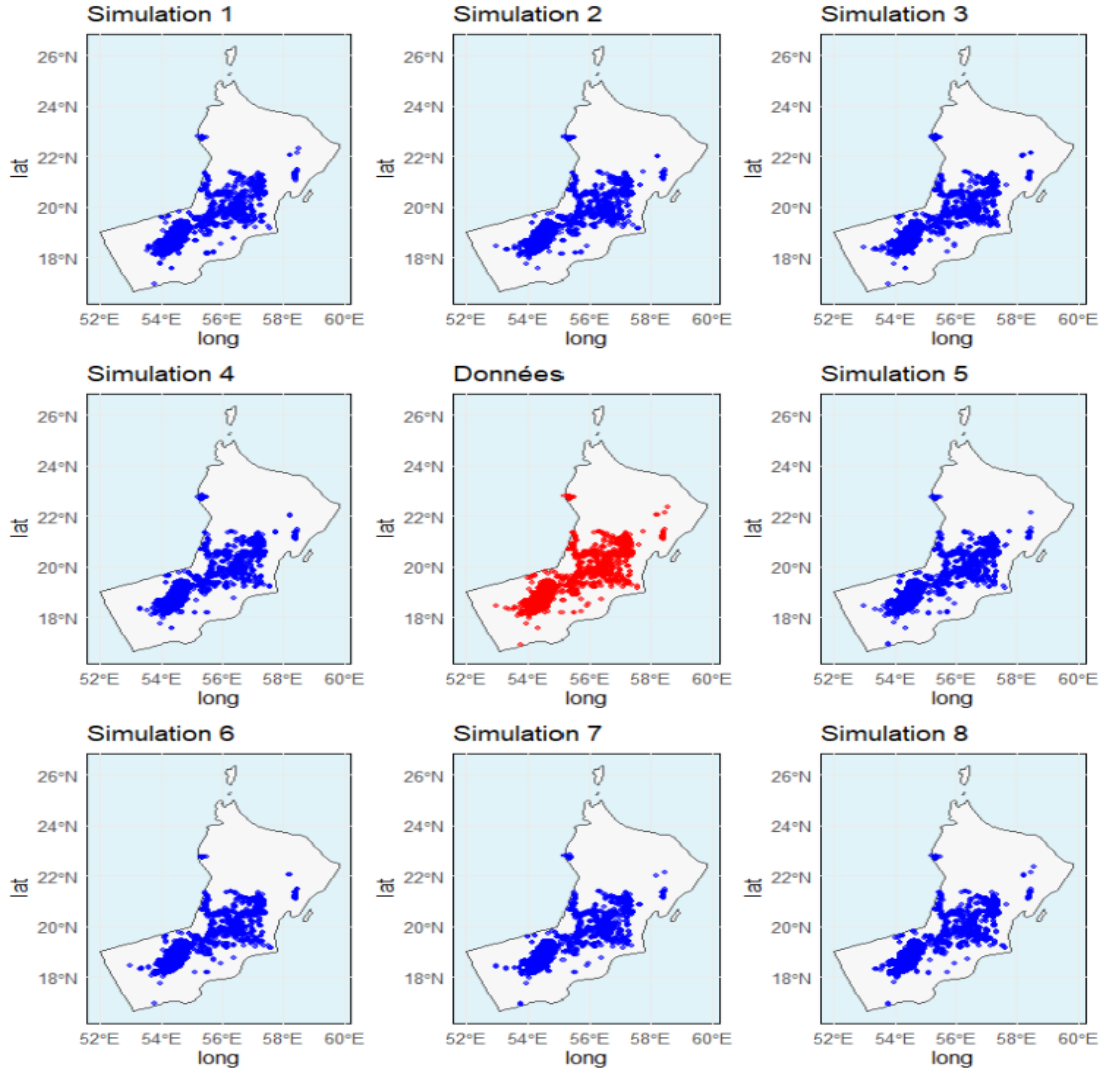 Simulation 1 Simulation 2 Simulation 3
26°N 26°N 26°N
24°N 24°N 24°N
22°N 22°N 22°N
lat lat lat
20°N 20°N 20°N
18°N 18°N 18°N
52°E 54°E 56°E 58°E 60°E 52°E 54°E 56°E 58°E 60°E 52°E 54°E 56°E 58°E 60°E
long long long
Simulation 4 Données Simulation 5
26°N 26°N 26°N
24°N 24°N 24°N
22°N 22°N 22°N
lat lat lat
20°N 20°N 20°N
18°N 18°N 18°N
52°E 54°E 56°E 58°E 60°E 52°E 54°E 56°E 58°E 60°E 52°E 54°E 56°E 58°E 60°E
long long long
Simulation 6 Simulation 7 Simulation 8
26°N 26°N 26°N
24°N 24°N 24°N
22°N 22°N 22°N
lat lat lat
20°N 20°N 20°N
18°N 18°N 18°N
52°E 54°E 56°E 58°E 60°E 52°E 54°E 56°E 58°E 60°E 52°E 54°E 56°E 58°E 60°E
long long long